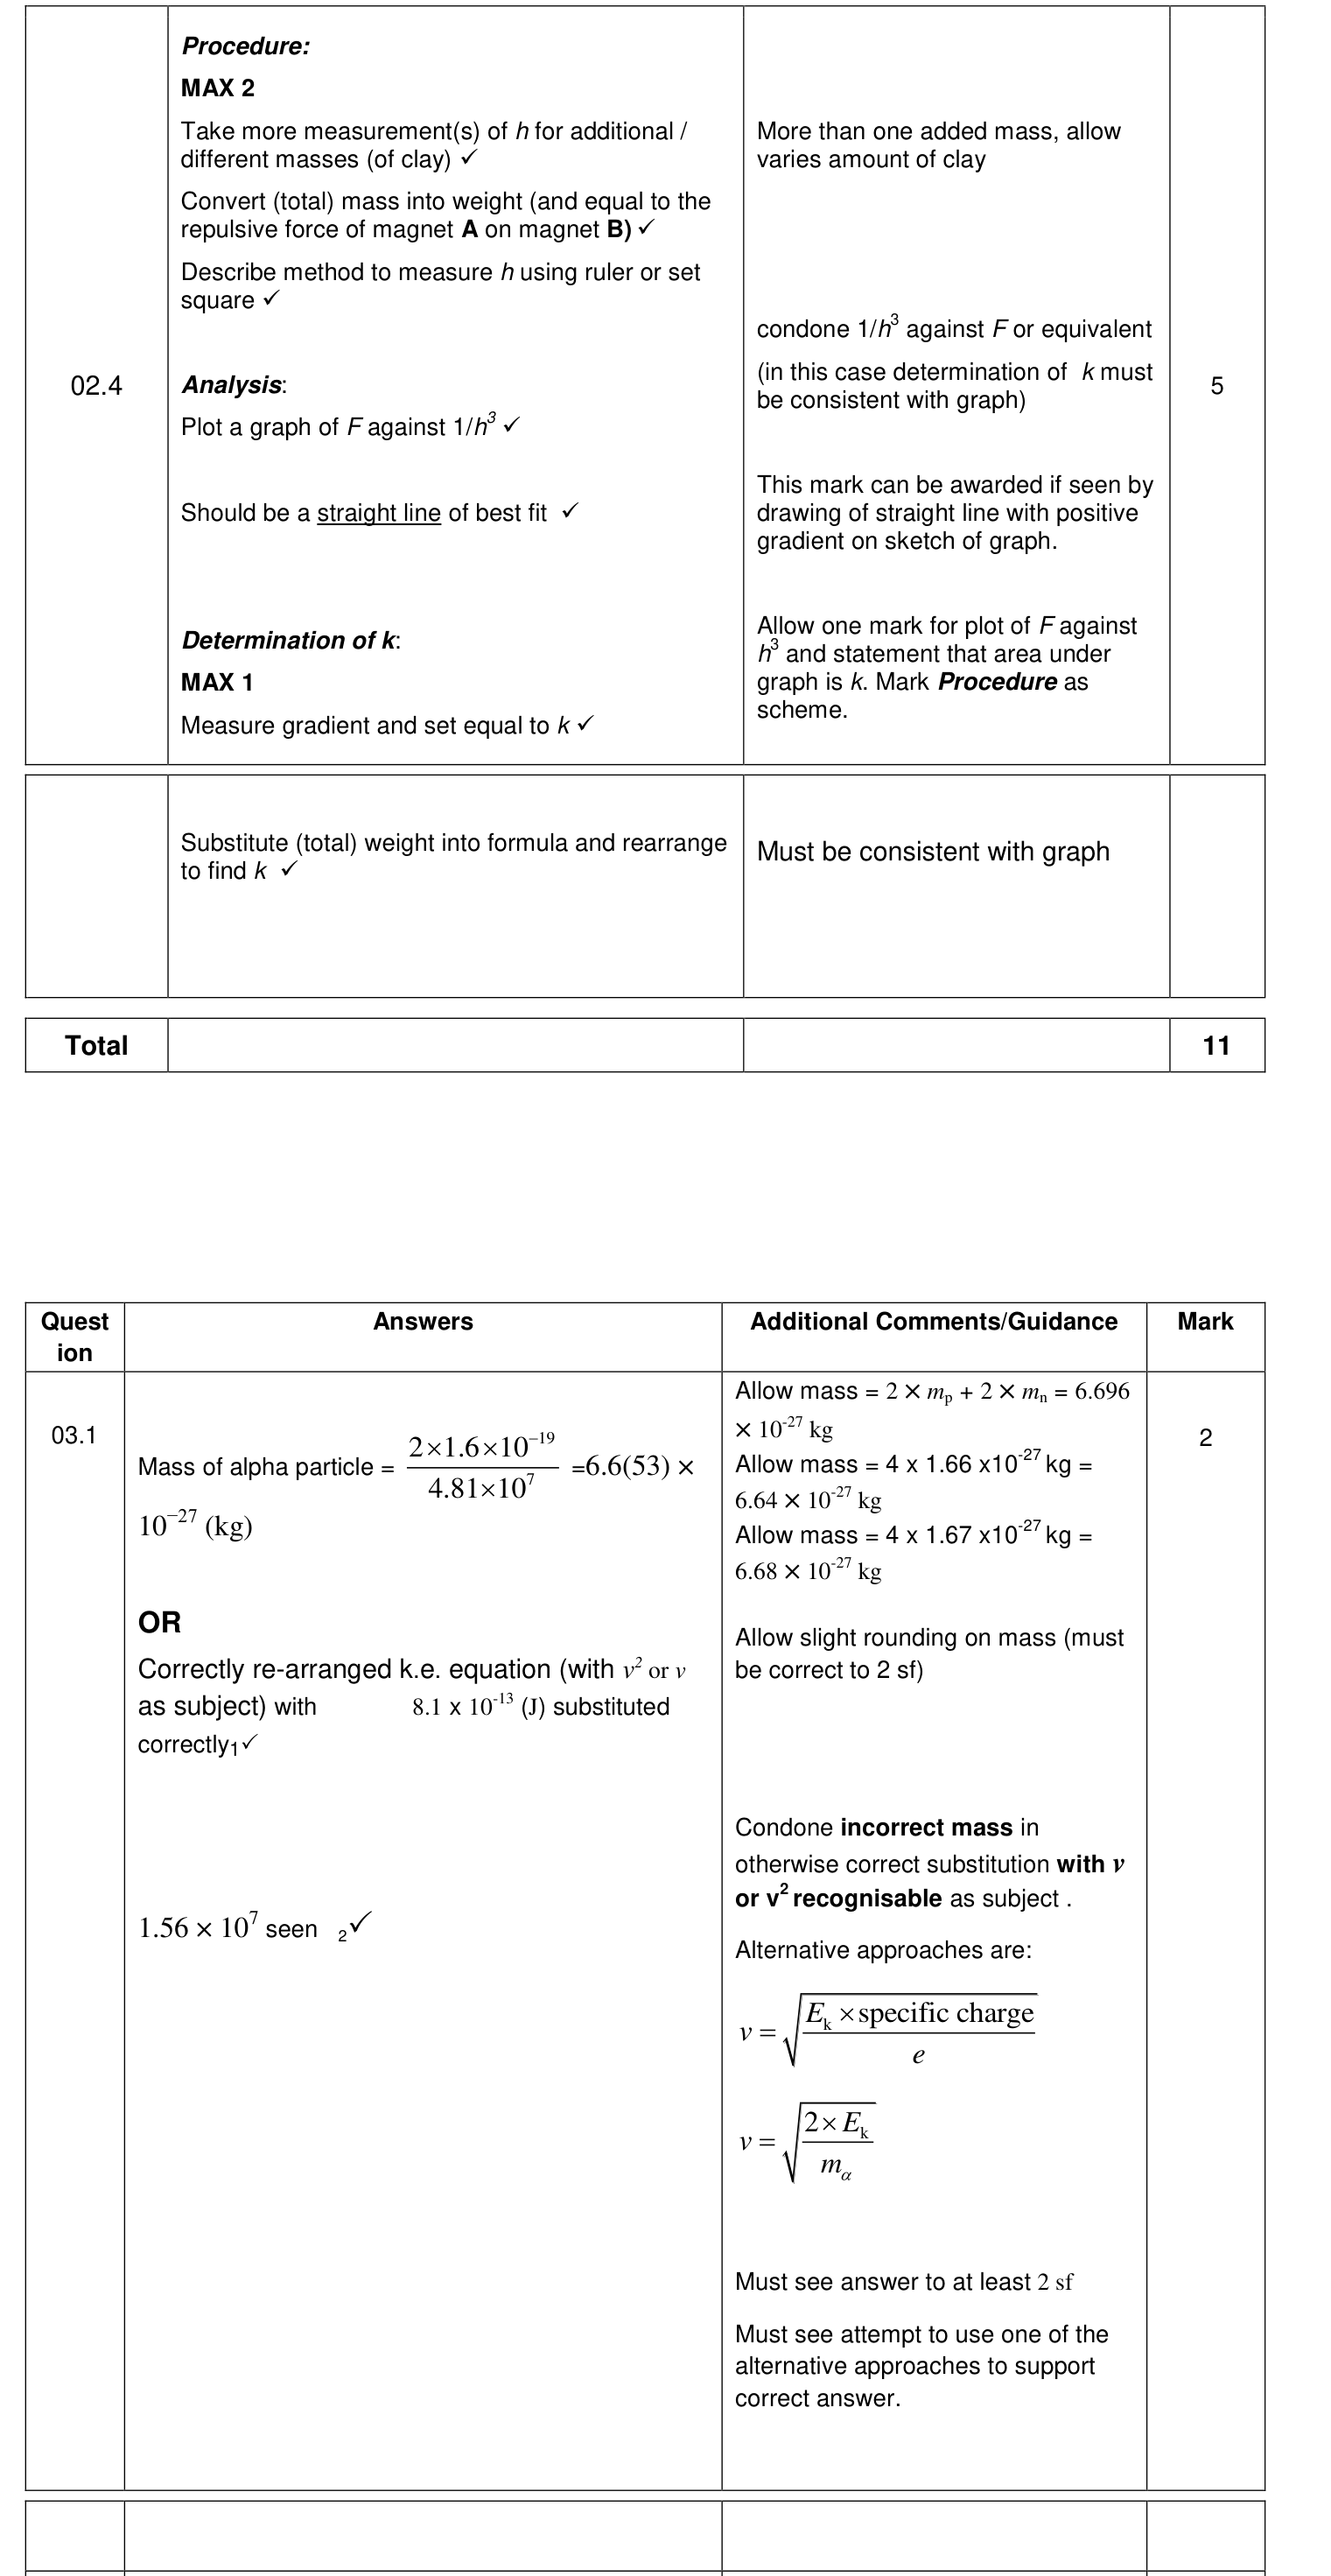 Procedure:
MAX 2
Take more measurement(s) of h for additional /
different masses (of clay) ✓
More than one added mass, allow
varies amount of clay
Convert (total) mass into weight (and equal to the
repulsive force of magnet A on magnet B) ✓
Describe method to measure h using ruler or set
square ✓
condone 1/h³ against F or equivalent
(in this case determination of k must
be consistent with graph)
02.4
Analysis:
5
Plot a graph of F against 1/h³ ✓
Should be a straight line of best fit ✓
This mark can be awarded if seen by
drawing of straight line with positive
gradient on sketch of graph.
Determination of k:
MAX 1
Measure gradient and set equal to k ✓
Allow one mark for plot of F against
h³ and statement that area under
graph is k. Mark Procedure as
scheme.
Substitute (total) weight into formula and rearrange
to find k ✓
Must be consistent with graph
Total 11
Quest
ion
Answers
Additional Comments/Guidance
Mark
03.1
Mass of alpha particle = (2×1.6×10⁻¹⁹)/(4.81×10⁷) =6.6(53) ×
10⁻²⁷ (kg)
OR
Correctly re-arranged k.e. equation (with v² or v
as subject) with 8.1 x 10⁻¹³ (J) substituted
correctly₁✓
1.56 × 10⁷ seen ₂✓
Allow mass = 2 × mₚ + 2 × mₙ = 6.696
× 10⁻²⁷ kg
Allow mass = 4 x 1.66 x10⁻²⁷ kg =
6.64 × 10⁻²⁷ kg
Allow mass = 4 x 1.67 x10⁻²⁷ kg =
6.68 × 10⁻²⁷ kg
Allow slight rounding on mass (must
be correct to 2 sf)
Condone incorrect mass in
otherwise correct substitution with v
or v² recognisable as subject .
Alternative approaches are:
v = √((Eₖ × specific charge)/e)
v = √((2 × Eₖ)/m_α)
Must see answer to at least 2 sf
Must see attempt to use one of the
alternative approaches to support
correct answer.
2